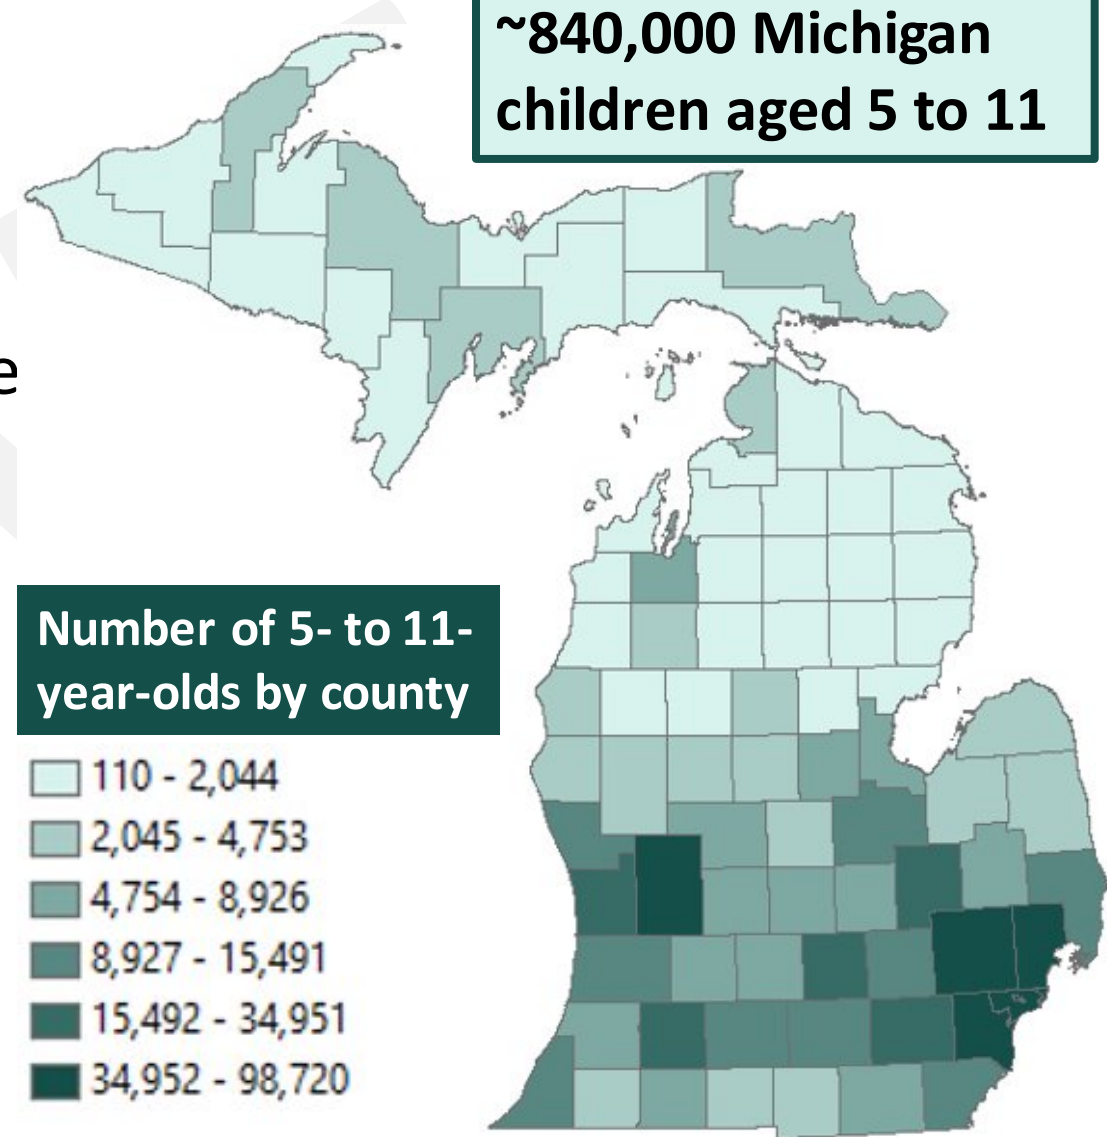 ~840,000 Michigan
children aged 5 to 11
e
Number of 5- to 11-
year-olds by county
110 - 2,044
2,045 - 4,753
4,754 - 8,926
8,927 - 15,491
15,492 - 34,951
34,952 - 98,720